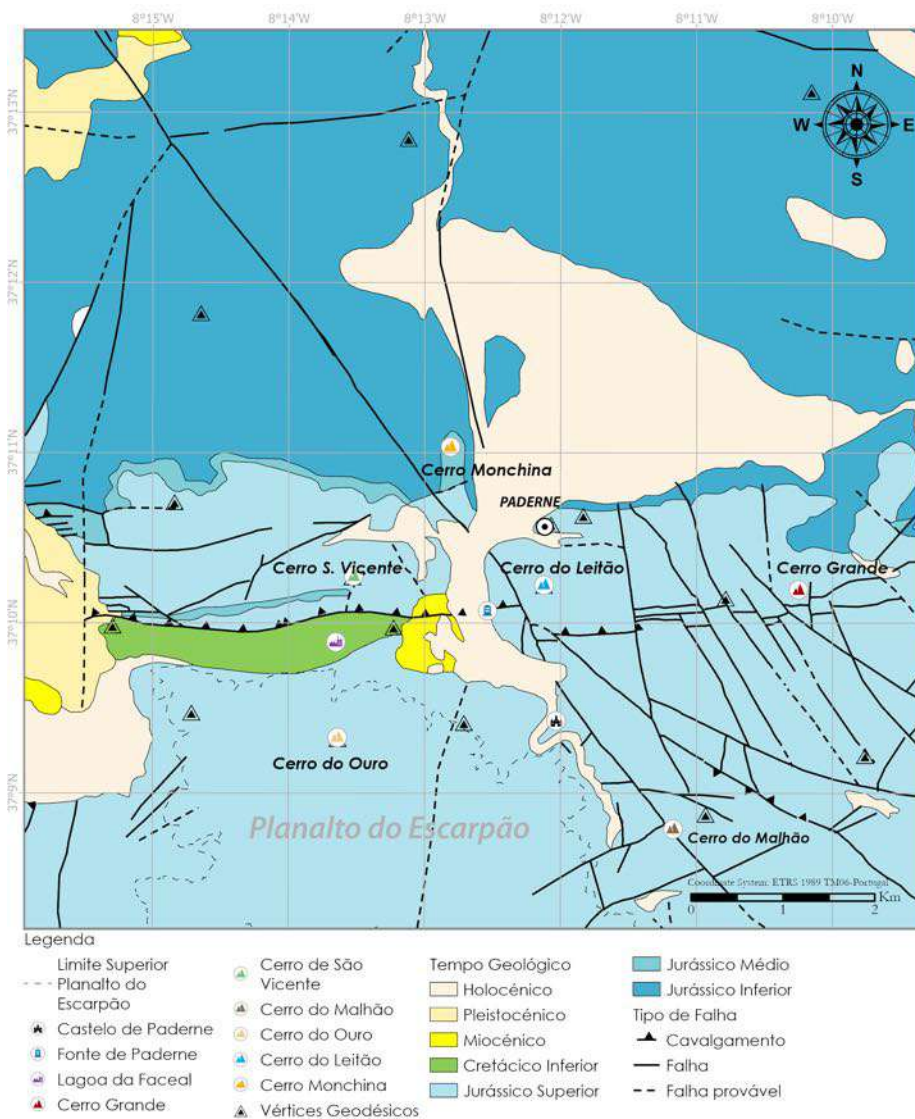 8°15'W 8°14'W 8°13'W 8°12'W 8°11'W 8°10'W
37°13'N
N
W E
S
37°12'N
37°11'N
Cerro Monchina
PADERNE
Cerro S. Vicente Cerro do Leitão Cerro Grande
37°10'N
Cerro do Ouro
37°9'N
Planalto do Escarpão
Cerro do Malhão
Coordinate System: ETRS 1989 TM06-Portugal
0 1 2 Km
Legenda
Limite Superior
Planalto do
Escarpão
Castelo de Paderne
Fonte de Paderne
Lagoa da Faceal
Cerro Grande
Cerro de São
Vicente
Cerro do Malhão
Cerro do Ouro
Cerro do Leitão
Cerro Monchina
Vértices Geodésicos
Tempo Geológico
Holocénico
Pleistocénico
Miocénico
Cretácico Inferior
Jurássico Superior
Jurássico Médio
Jurássico Inferior
Tipo de Falha
Cavalgamento
Falha
Falha provável